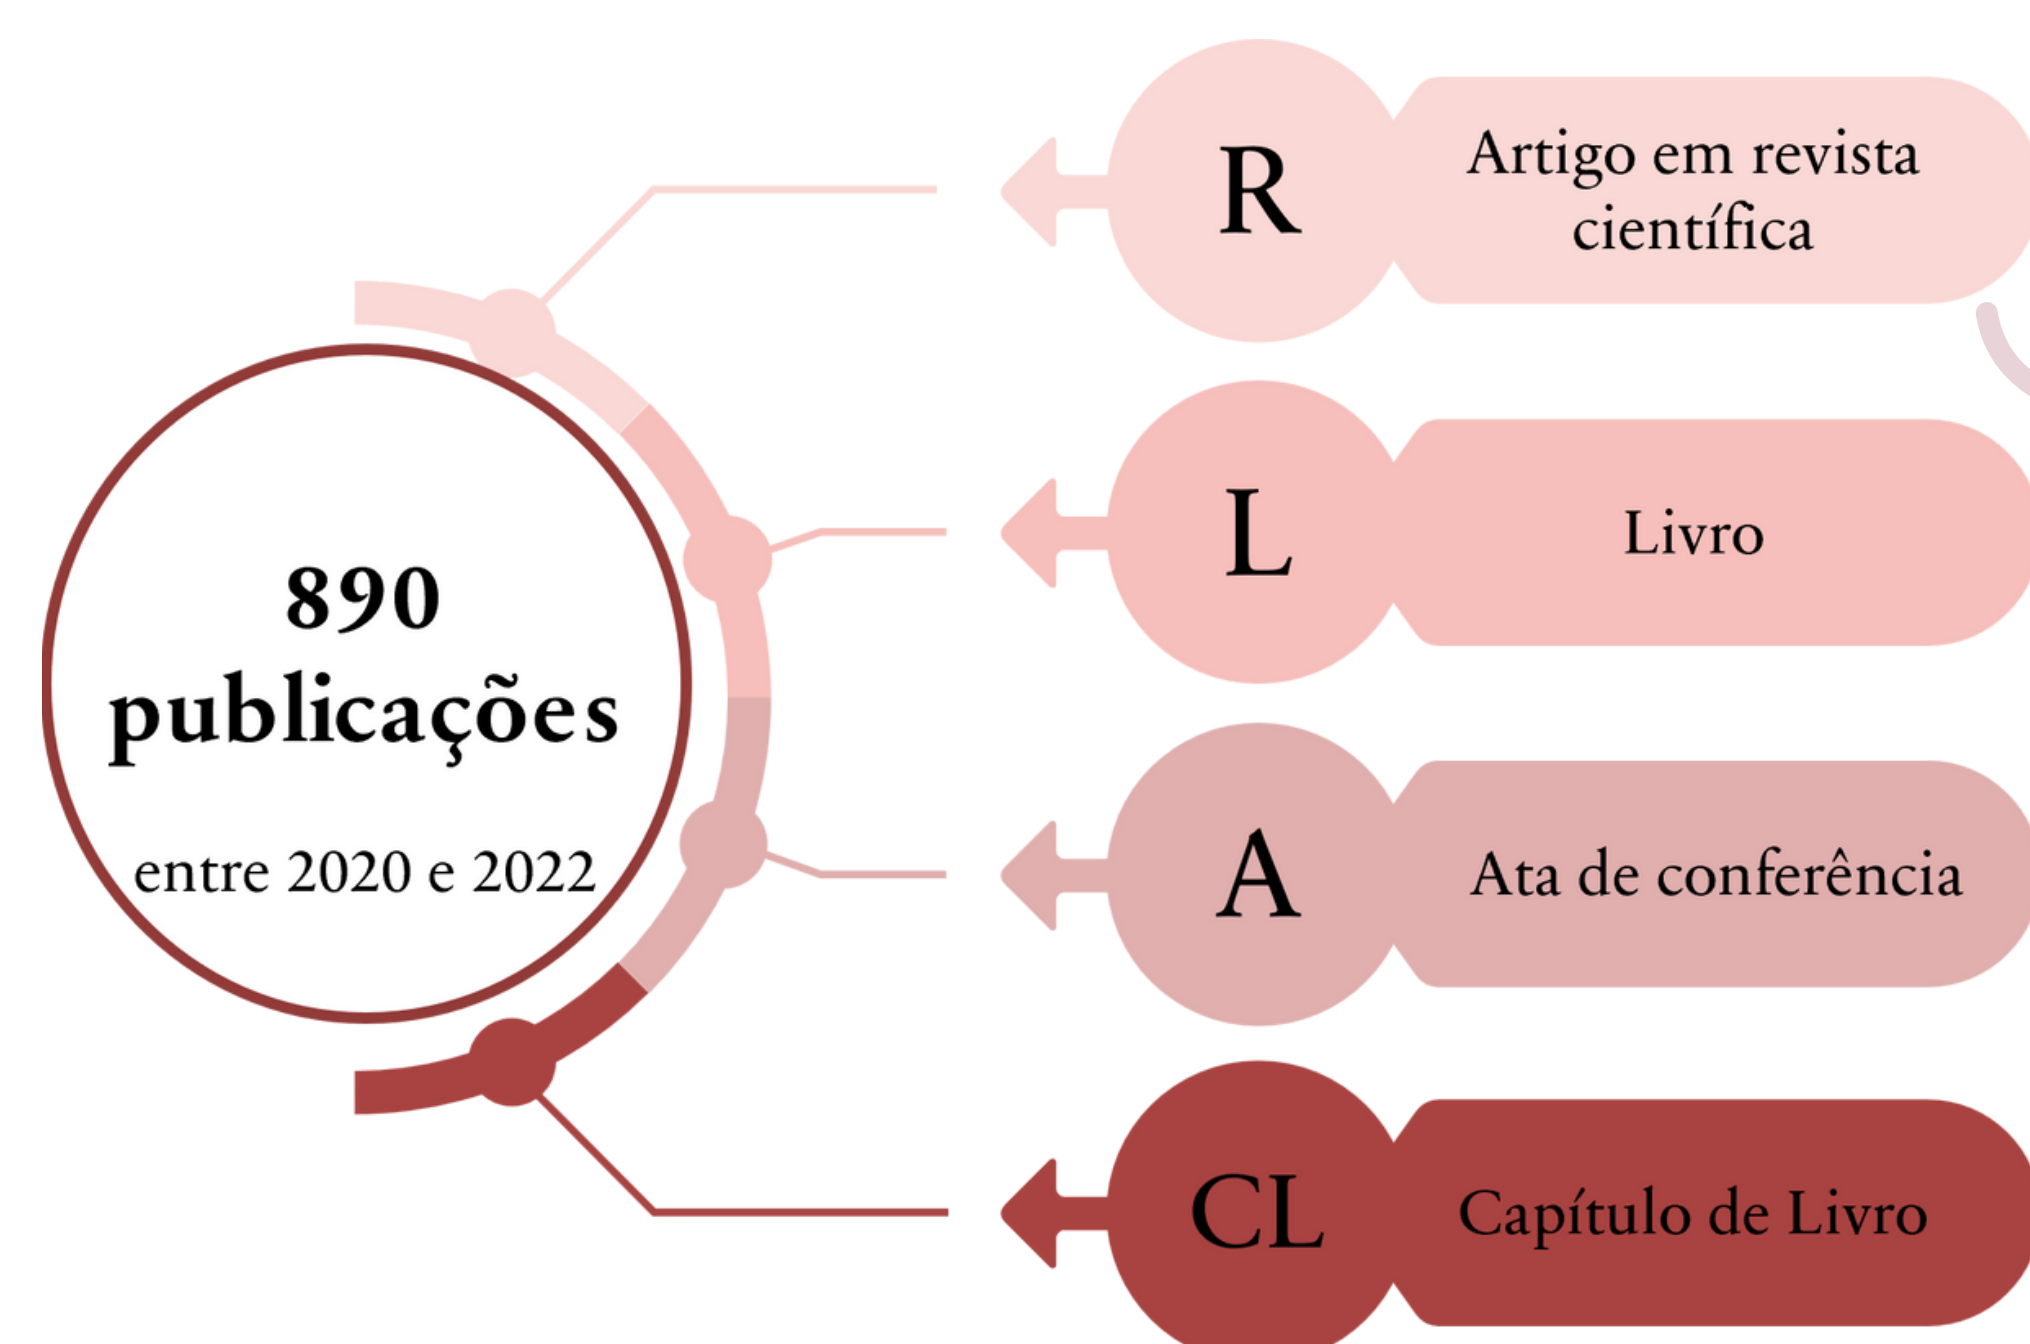 890
publicações
entre 2020 e 2022
R
Artigo em revista
científica
L
Livro
A
Ata de conferência
CL
Capítulo de Livro